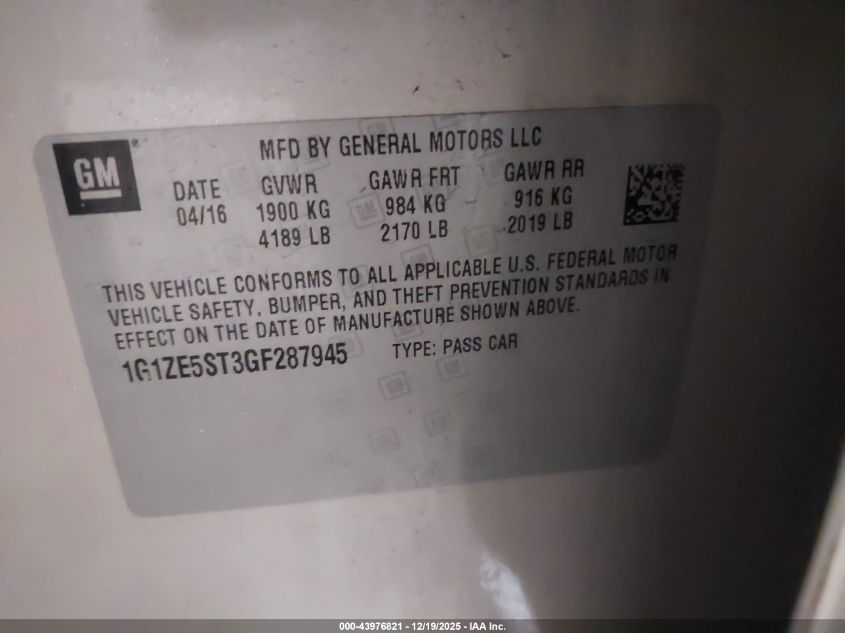 GM
MFD BY GENERAL MOTORS LLC
DATE GVWR GAWR FRT GAWR RR
04/16 1900 KG 984 KG 916 KG
4189 LB 2170 LB 2019 LB
THIS VEHICLE CONFORMS TO ALL APPLICABLE U.S. FEDERAL MOTOR
VEHICLE SAFETY, BUMPER, AND THEFT PREVENTION STANDARDS IN
EFFECT ON THE DATE OF MANUFACTURE SHOWN ABOVE.
1G1ZE5ST3GF287945 TYPE: PASS CAR
000-43976821 - 12/19/2025 - IAA Inc.